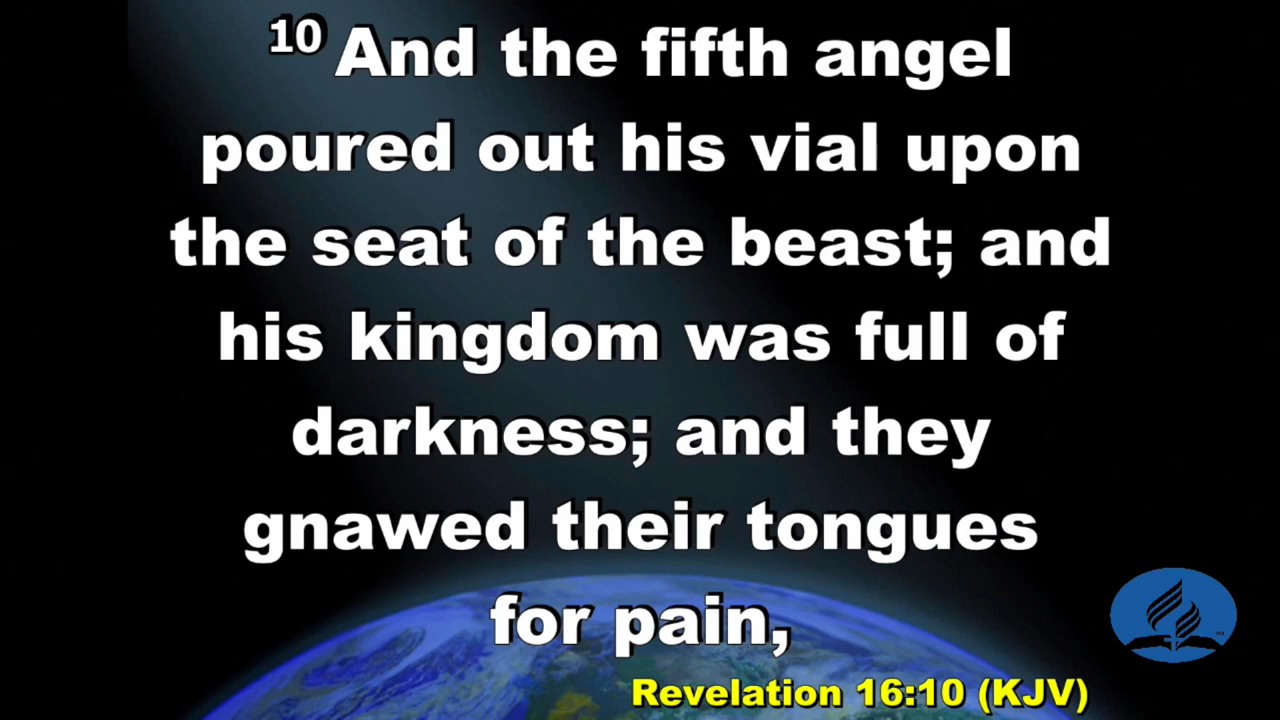 10 And the fifth angel
poured out his vial upon
the seat of the beast; and
his kingdom was full of
darkness; and they
gnawed their tongues
for pain,
Revelation 16:10 (KJV)